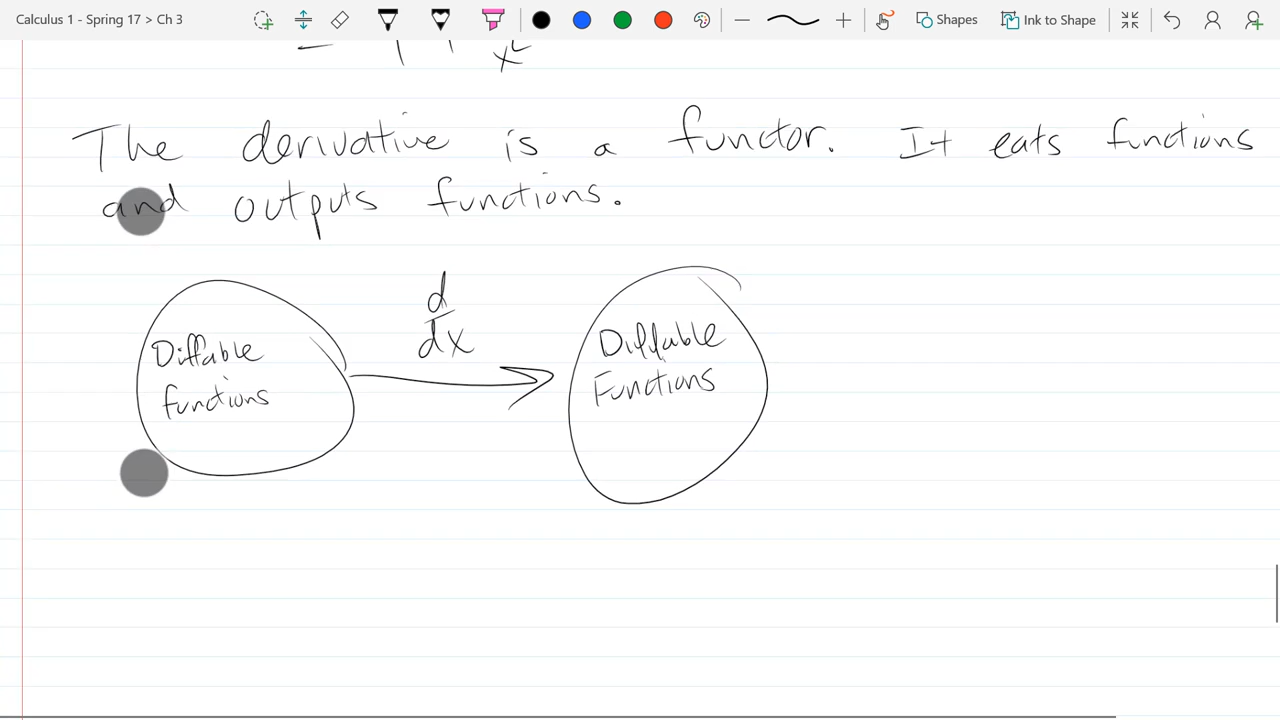 Calculus 1 - Spring 17 > Ch 3
Shapes
Ink to Shape
x²
The derivative is a functor. It eats functions
and outputs functions.
d
dx
Diffable
functions
Diffable
Functions